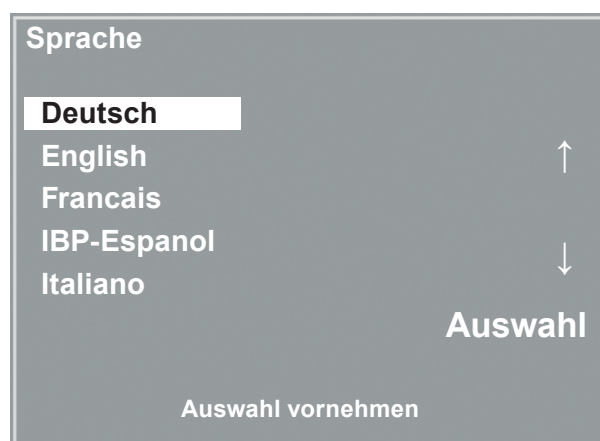 Sprache
Deutsch
English
↑
Francais
IBP-Espanol
↓
Italiano
Auswahl
Auswahl vornehmen